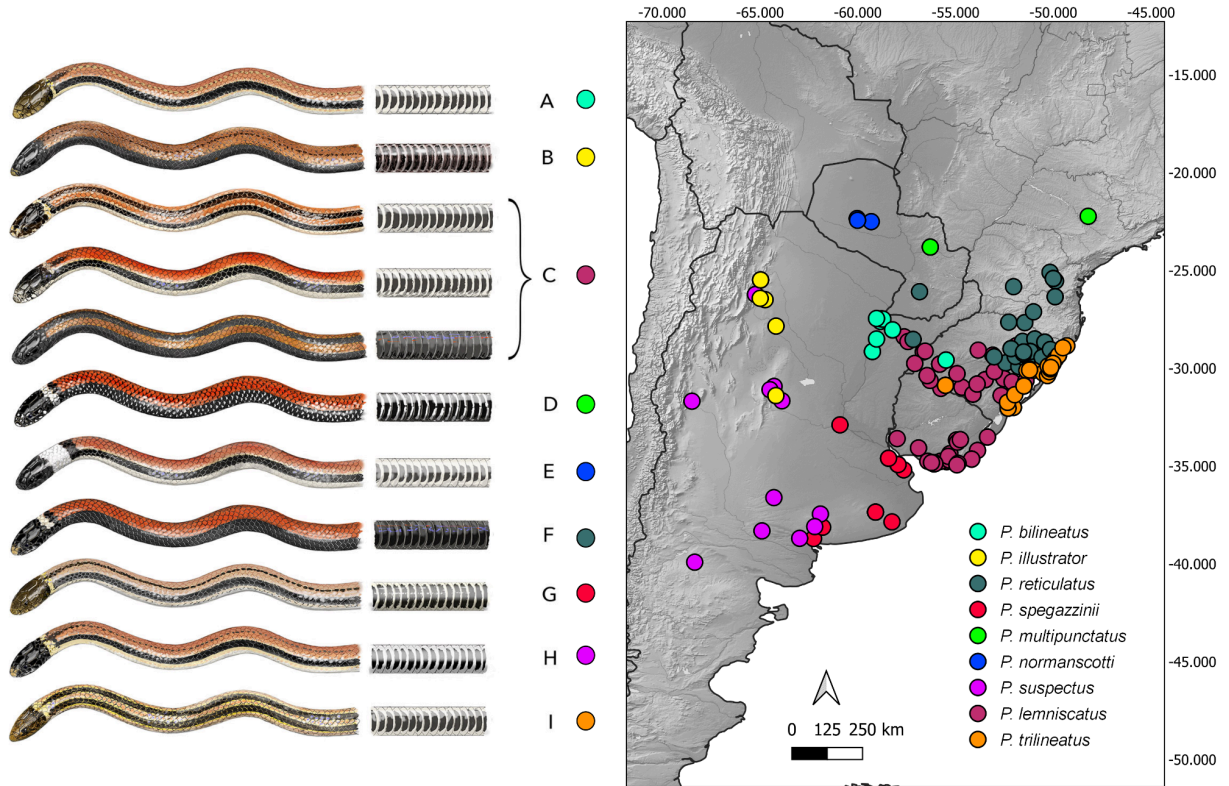 -70.000 -65.000 -60.000 -55.000 -50.000 -45.000
-15.000
-20.000
-25.000
-30.000
-35.000
-40.000
-45.000
-50.000
A
B
C
D
E
F
G
H
I
P. bilineatus
P. illustrator
P. reticulatus
P. spegazzinii
P. multipunctatus
P. normanscotti
P. suspectus
P. lemniscatus
P. trilineatus
0 125 250 km